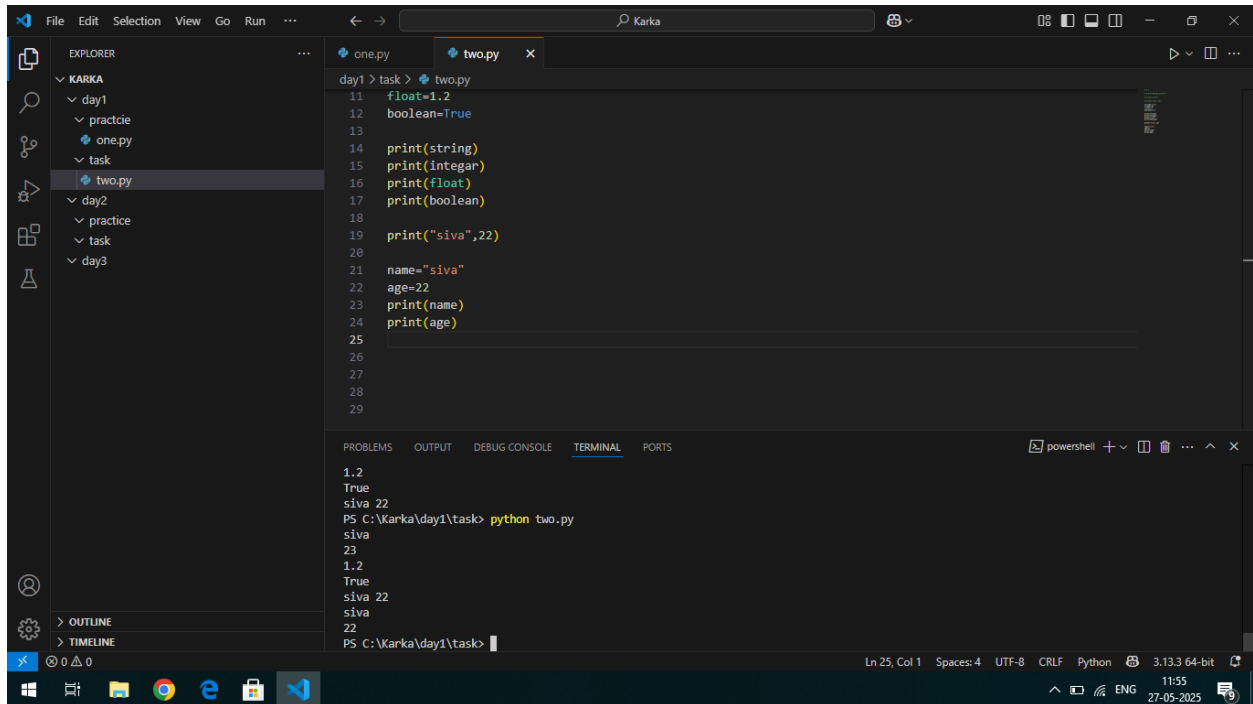 File Edit Selection View Go Run ··· Karka
EXPLORER ···
KARKA
day1
practcie
one.py
task
two.py
day2
practice
task
day3
OUTLINE
TIMELINE
one.py two.py
day1 > task > two.py
11 float=1.2
12 boolean=True
13
14 print(string)
15 print(integar)
16 print(float)
17 print(boolean)
18
19 print("siva",22)
20
21 name="siva"
22 age=22
23 print(name)
24 print(age)
25
26
27
28
29
PROBLEMS OUTPUT DEBUG CONSOLE TERMINAL PORTS powershell
1.2
True
siva 22
PS C:\Karka\day1\task> python two.py
siva
23
1.2
True
siva 22
siva
22
PS C:\Karka\day1\task>
0 0 Ln 25, Col 1 Spaces: 4 UTF-8 CRLF Python 3.13.3 64-bit
ENG 11:55
27-05-2025 9